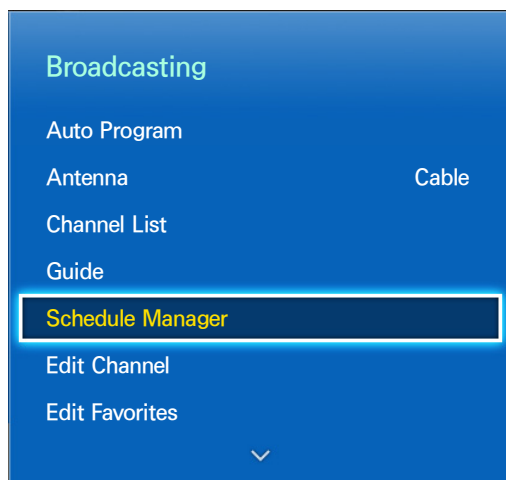 Broadcasting
Auto Program
Antenna Cable
Channel List
Guide
Schedule Manager
Edit Channel
Edit Favorites